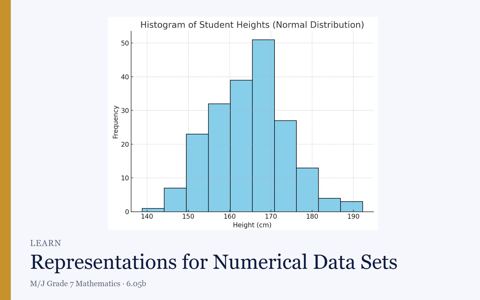 Histogram of Student Heights (Normal Distribution)
50
40
30
20
10
0
Frequency
140 150 160 170 180 190
Height (cm)
LEARN
Representations for Numerical Data Sets
M/J Grade 7 Mathematics · 6.05b